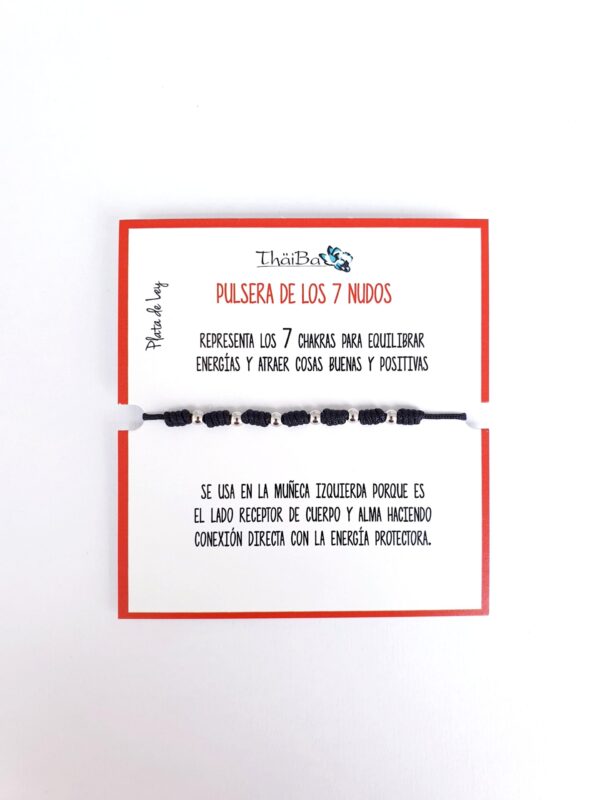 ThäiBa
PULSERA DE LOS 7 NUDOS
Plata de Ley
REPRESENTA LOS 7 CHAKRAS PARA EQUILIBRAR
ENERGÍAS Y ATRAER COSAS BUENAS Y POSITIVAS
SE USA EN LA MUÑECA IZQUIERDA PORQUE ES
EL LADO RECEPTOR DE CUERPO Y ALMA HACIENDO
CONEXIÓN DIRECTA CON LA ENERGÍA PROTECTORA.